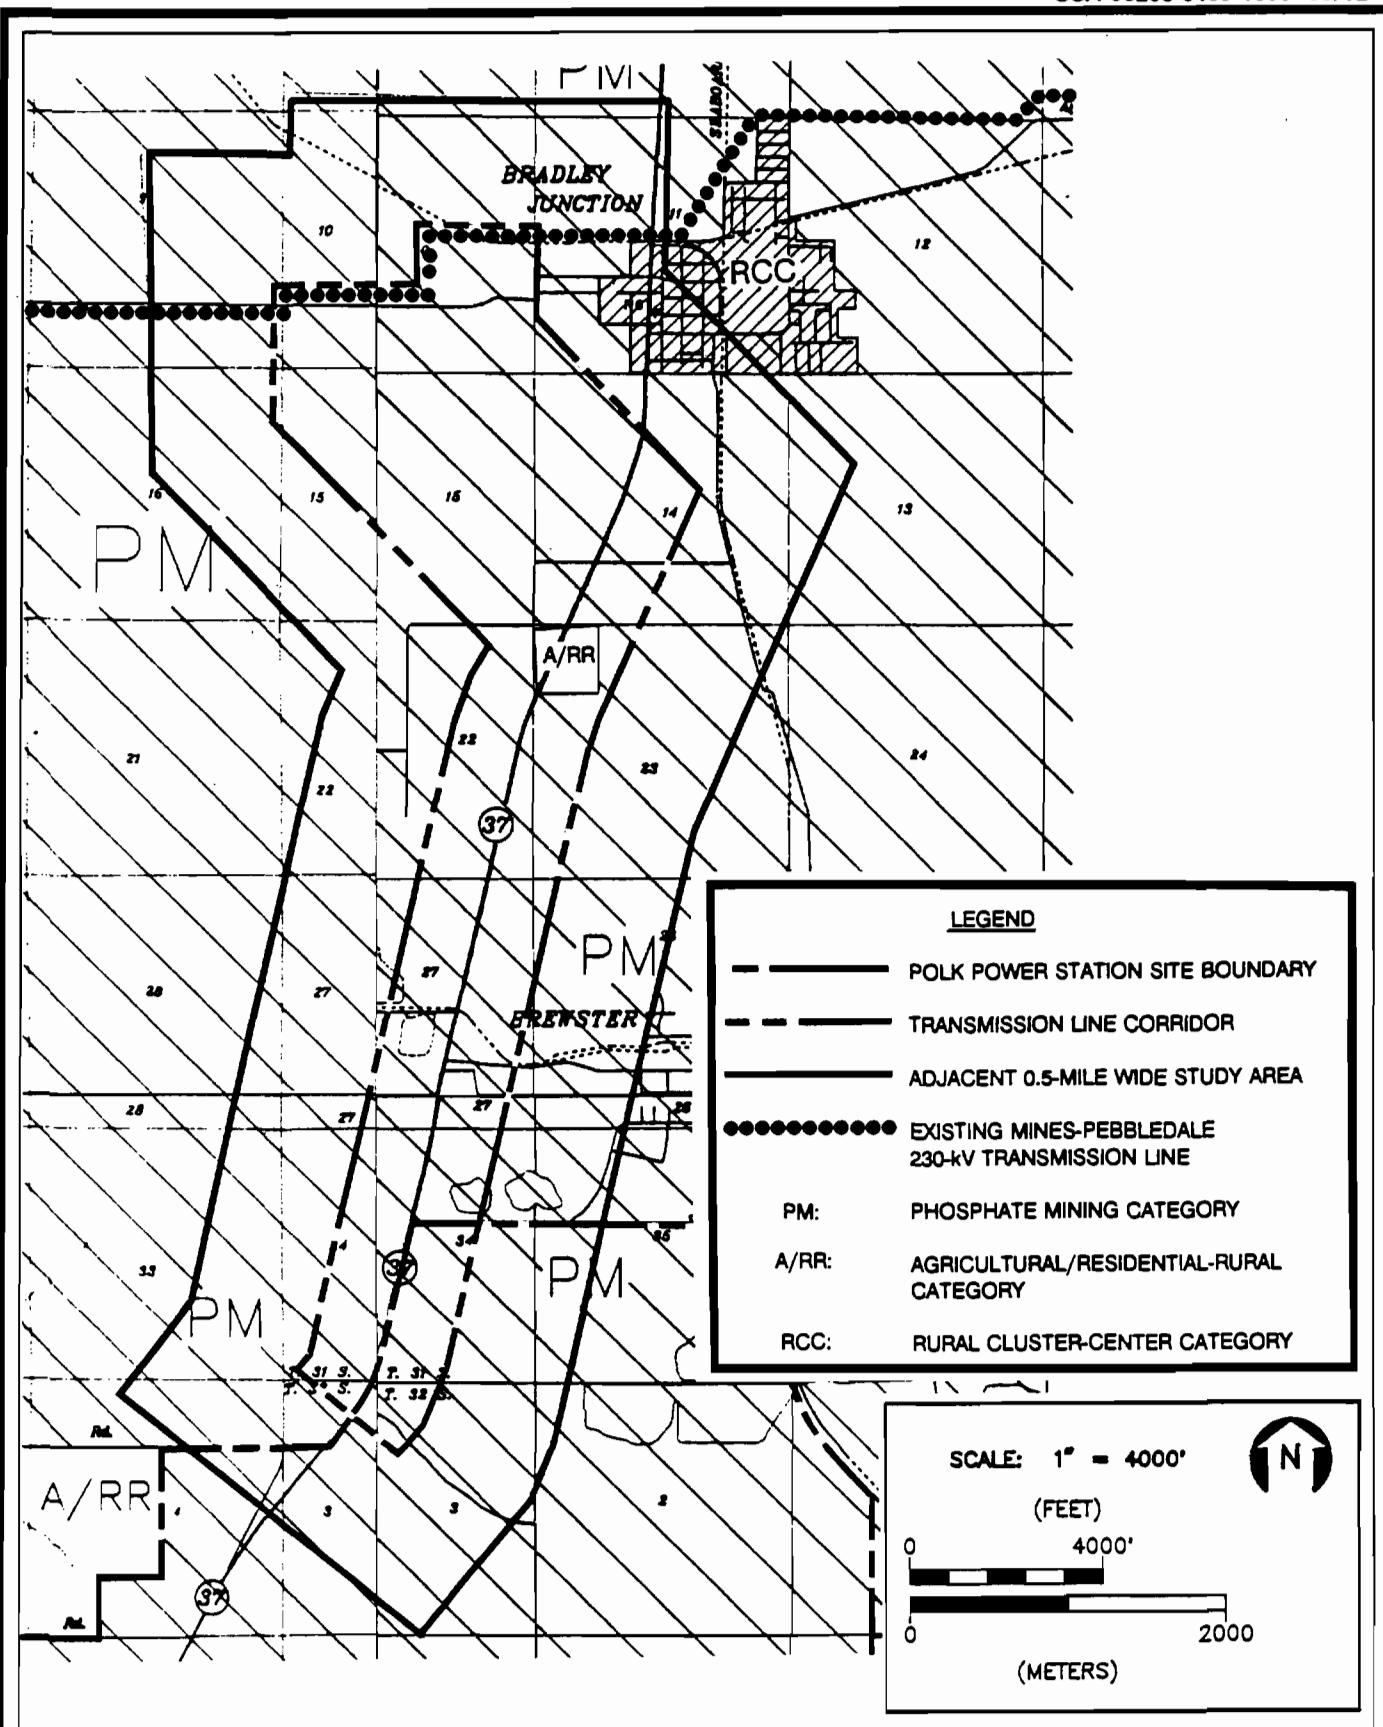 PM
SEABOAR
BRADLEY
JUNCTION
11
10
12
RCC
16
15
15
14
13
PM
A/RR
21
22
22
23
24
37
PM
28
27
27
BREWSTER
28
27
27
26
34
35
37
33
PM
PM
T. 31 S.
T. 32 S.
31 S.
Rd.
A/RR
3
3
2
37
Rd.
LEGEND
POLK POWER STATION SITE BOUNDARY
TRANSMISSION LINE CORRIDOR
ADJACENT 0.5-MILE WIDE STUDY AREA
EXISTING MINES-PEBBLEDALE
230-kV TRANSMISSION LINE
PM: PHOSPHATE MINING CATEGORY
A/RR: AGRICULTURAL/RESIDENTIAL-RURAL
CATEGORY
RCC: RURAL CLUSTER-CENTER CATEGORY
SCALE: 1" = 4000'
N
(FEET)
0 4000'
0 2000
(METERS)